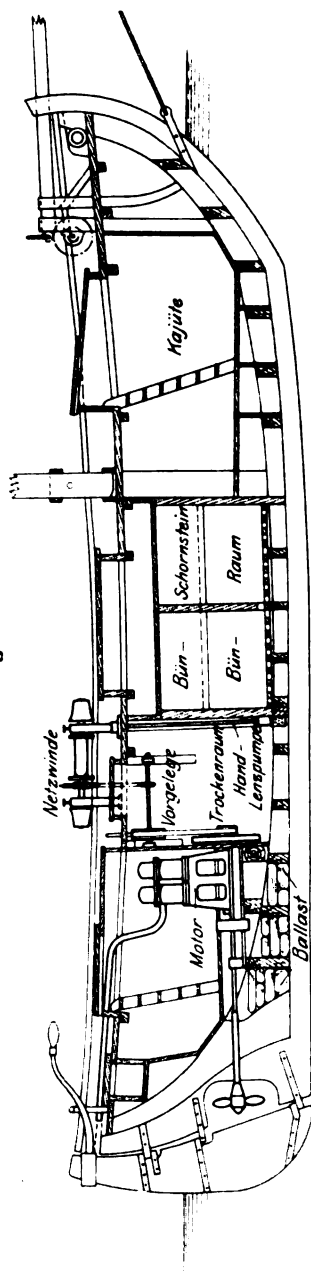 Netzwinde
Kajüte
Bün-
Schornstein
Bün-
Raum
Vorgelege
Trockenraum
Hand-
Lenspumpe
Motor
Ballast